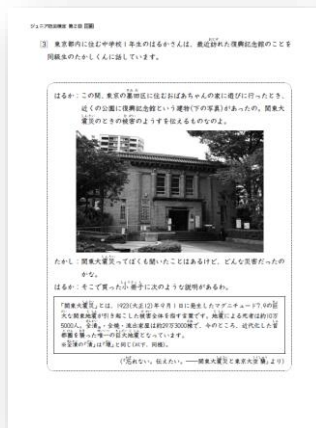 ジュニア防災検定 第2回 初級
3 東京都内に住む中学1年生のはるかさんは、最近訪れた復興記念館のことを
同級生のたかしくんに話しています。
はるか：この間、東京の墨田区に住むおばあちゃんの家に遊びに行ったとき、
近くの公園に復興記念館という建物(下の写真)があったの。関東大
震災のときの被害のようすを伝えるものなのよ。
たかし：関東大震災ってぼくも聞いたことはあるけど、どんな災害だったの
かな。
はるか：そこで買った小冊子に次のような説明があるわ。
「関東大震災」とは、1923(大正12)年9月1日に発生したマグニチュード7.9の
大な関東地震が引き起こした被害全体を指す言葉です。地震による死者は約10万
5000人、全潰※・全焼・流出家屋は約29万3000棟で、今のところ、近代化した首
都圏を襲った唯一の巨大地震となっています。
※全潰の「潰」は「壊」と同じ(以下、同様)。
(「忘れない。伝えたい。――関東大震災と東京大空襲」より)